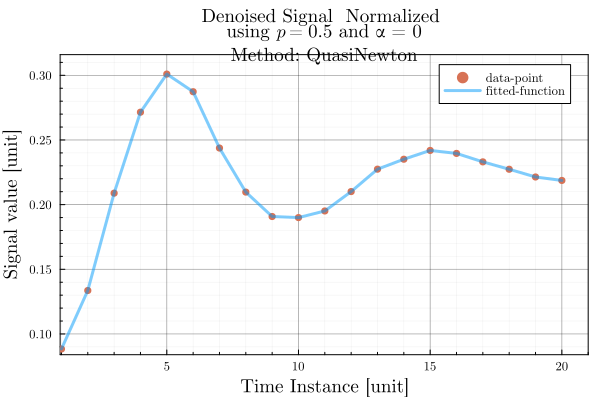 Denoised Signal Normalized
using p = 0.5 and α = 0
Method: QuasiNewton
data-point
fitted-function
0.30
0.25
0.20
0.15
0.10
Signal value [unit]
5 10 15 20
Time Instance [unit]